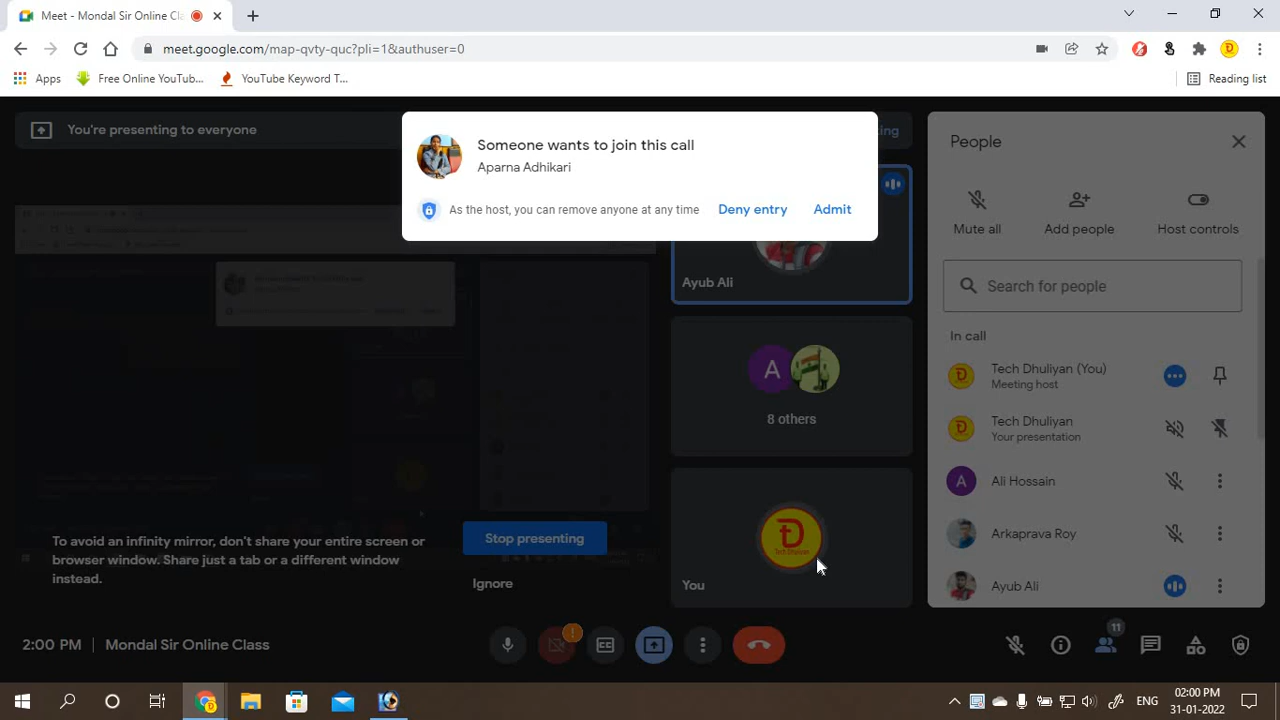 Meet - Mondal Sir Online Cla
meet.google.com/map-qvty-quc?pli=1&authuser=0
Apps
Free Online YouTub...
YouTube Keyword T...
Reading list
You're presenting to everyone
Someone wants to join this call
Aparna Adhikari
As the host, you can remove anyone at any time
Deny entry
Admit
Ayub Ali
A
8 others
Tech Dhuliyan
You
To avoid an infinity mirror, don't share your entire screen or
browser window. Share just a tab or a different window
instead.
Stop presenting
Ignore
People
Mute all
Add people
Host controls
Search for people
In call
Tech Dhuliyan (You)
Meeting host
Tech Dhuliyan
Your presentation
A
Ali Hossain
Arkaprava Roy
Ayub Ali
2:00 PM | Mondal Sir Online Class
!
CC
11
ENG
02:00 PM
31-01-2022